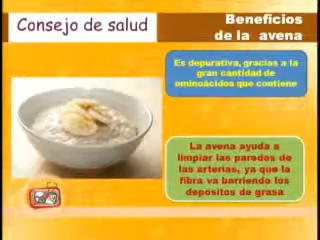 Consejo de salud
Beneficios
de la avena
Es depurativa, gracias a la
gran cantidad de
aminoácidos que contiene
La avena ayuda a
limpiar las paredes de
las arterias, ya que la
fibra va barriendo los
depósitos de grasa